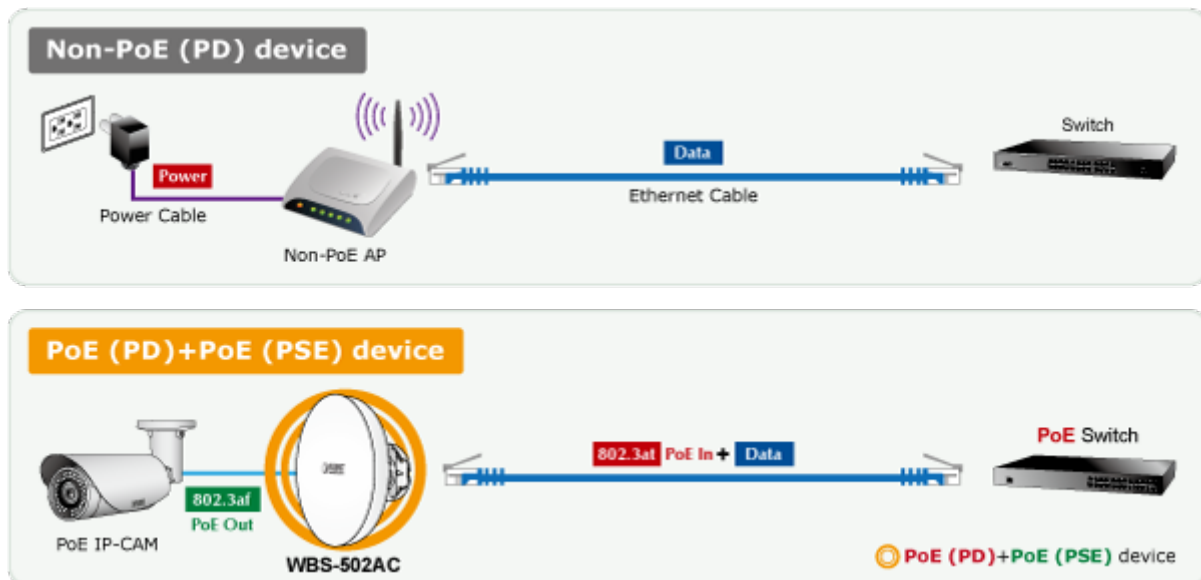 Non-PoE (PD) device
Switch
Data
Power
Ethernet Cable
Power Cable
Non-PoE AP
PoE (PD)+PoE (PSE) device
PoE Switch
802.3at PoE In + Data
802.3af
PoE Out
PoE IP-CAM
WBS-502AC
PoE (PD)+PoE (PSE) device